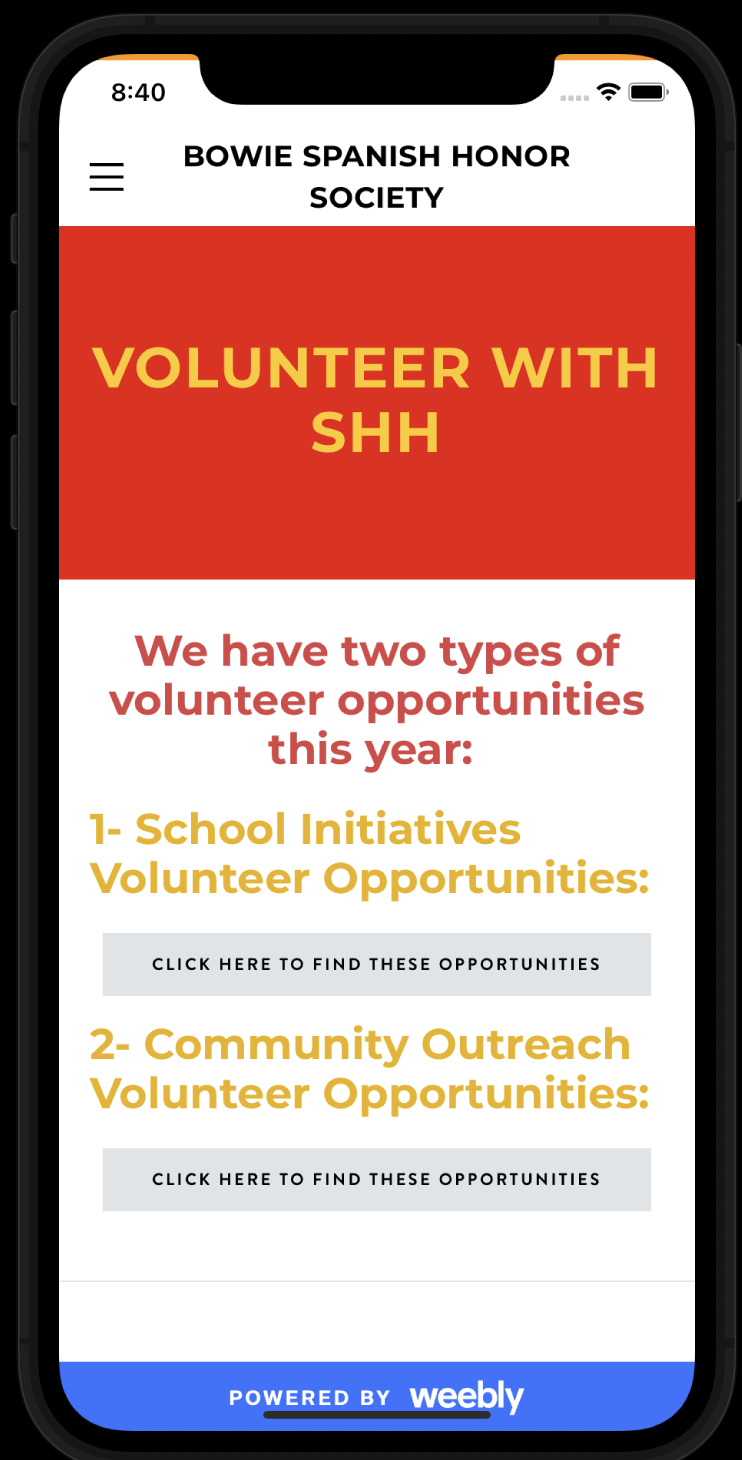 8:40
BOWIE SPANISH HONOR
SOCIETY
VOLUNTEER WITH
SHH
We have two types of
volunteer opportunities
this year:
1- School Initiatives
Volunteer Opportunities:
CLICK HERE TO FIND THESE OPPORTUNITIES
2- Community Outreach
Volunteer Opportunities:
CLICK HERE TO FIND THESE OPPORTUNITIES
POWERED BY weebly